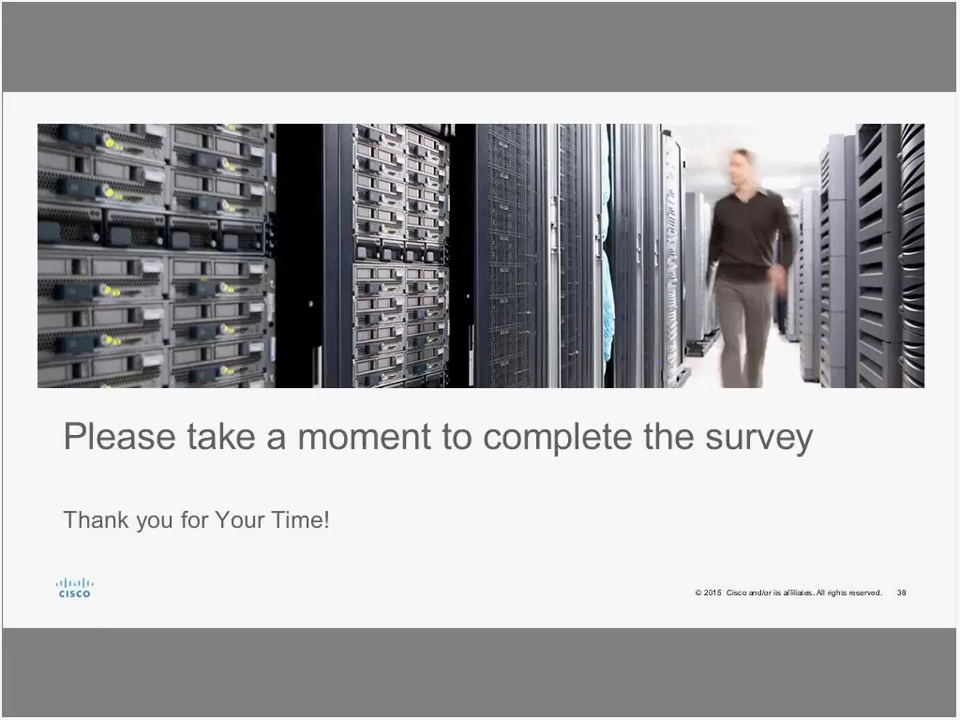 Please take a moment to complete the survey
Thank you for Your Time!
CISCO
© 2015 Cisco and/or its affiliates. All rights reserved. 38